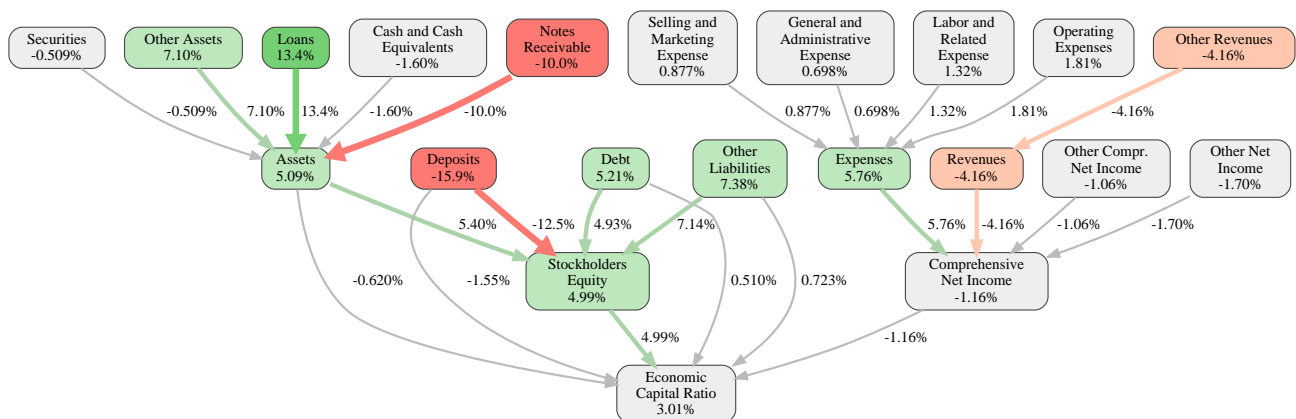 Securities
-0.509%
Other Assets
7.10%
Loans
13.4%
Cash and Cash
Equivalents
-1.60%
Notes
Receivable
-10.0%
Selling and
Marketing
Expense
0.877%
General and
Administrative
Expense
0.698%
Labor and
Related
Expense
1.32%
Operating
Expenses
1.81%
Other Revenues
-4.16%
-0.509%
7.10%
13.4%
-1.60%
-10.0%
0.877%
0.698%
1.32%
1.81%
-4.16%
Assets
5.09%
Deposits
-15.9%
Debt
5.21%
Other
Liabilities
7.38%
Expenses
5.76%
Revenues
-4.16%
Other Compr.
Net Income
-1.06%
Other Net
Income
-1.70%
5.40%
-12.5%
4.93%
7.14%
5.76%
-4.16%
-1.06%
-1.70%
-0.620%
-1.55%
Stockholders
Equity
4.99%
0.510%
0.723%
Comprehensive
Net Income
-1.16%
4.99%
-1.16%
Economic
Capital Ratio
3.01%